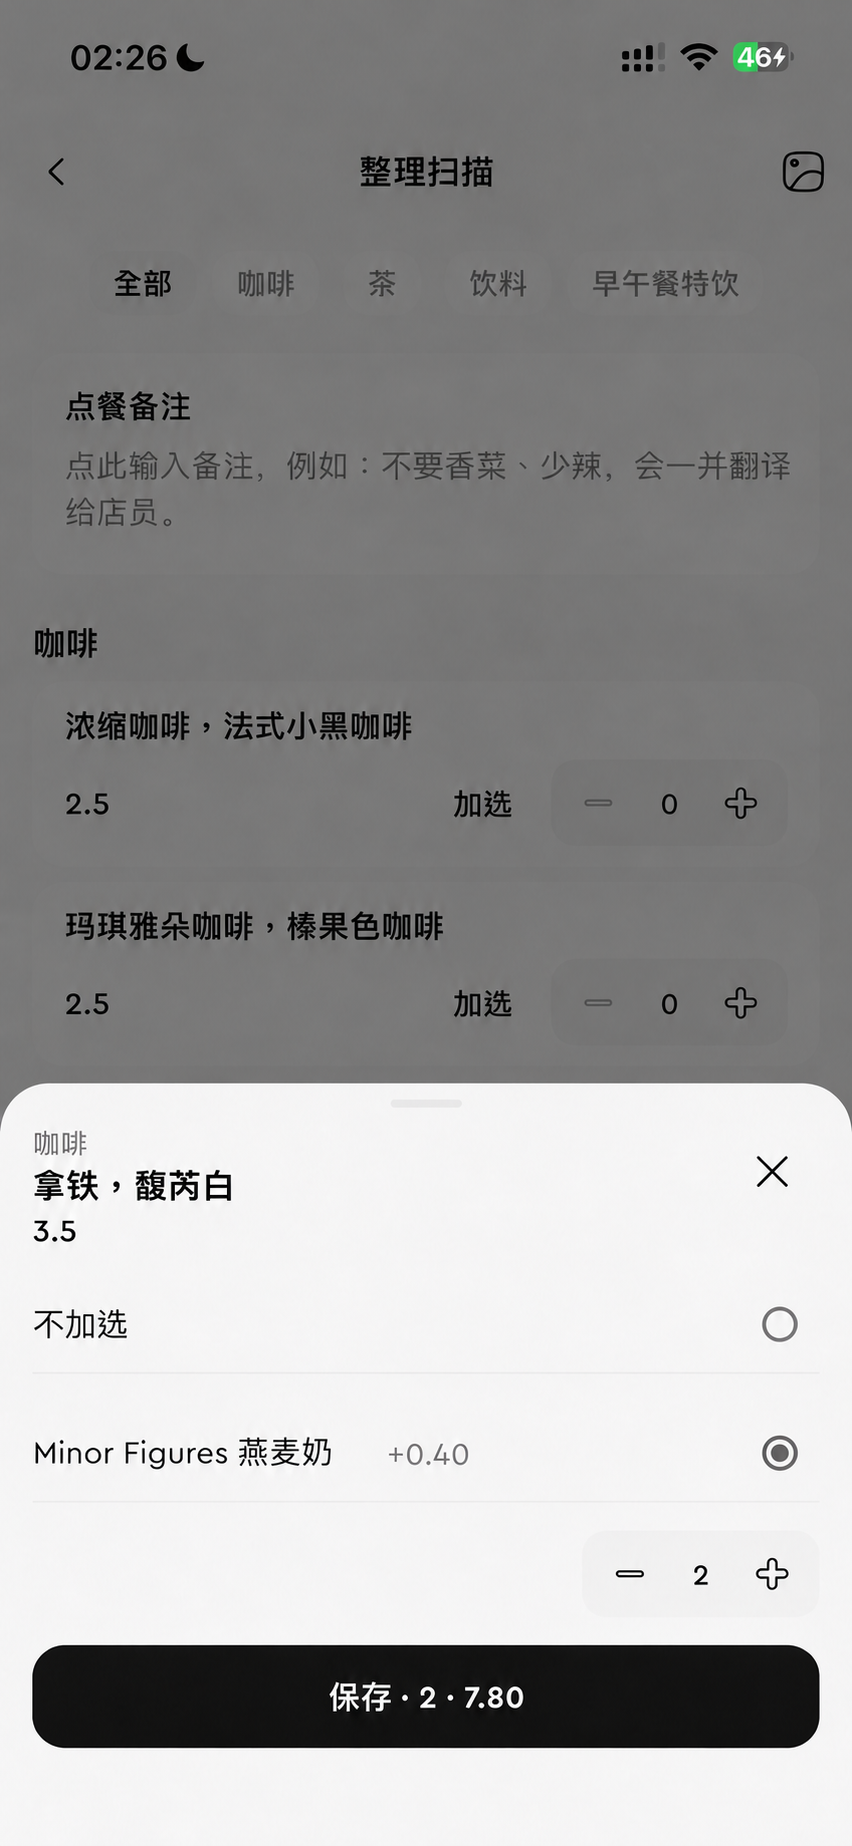 02:26
46
整理扫描
全部 咖啡 茶 饮料 早午餐特饮
点餐备注
点此输入备注，例如：不要香菜、少辣，会一并翻译
给店员。
咖啡
浓缩咖啡，法式小黑咖啡
2.5 加选 0
玛琪雅朵咖啡，榛果色咖啡
2.5 加选 0
咖啡
拿铁，馥芮白
3.5
不加选
Minor Figures 燕麦奶 +0.40
2
保存 · 2 · 7.80